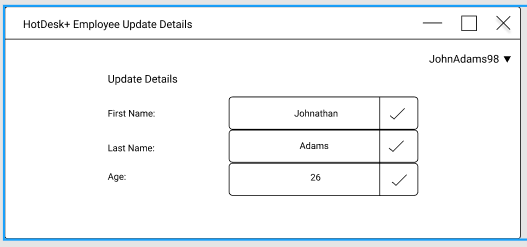 HotDesk+ Employee Update Details
JohnAdams98 ▼
Update Details
First Name: Johnathan
Last Name: Adams
Age: 26